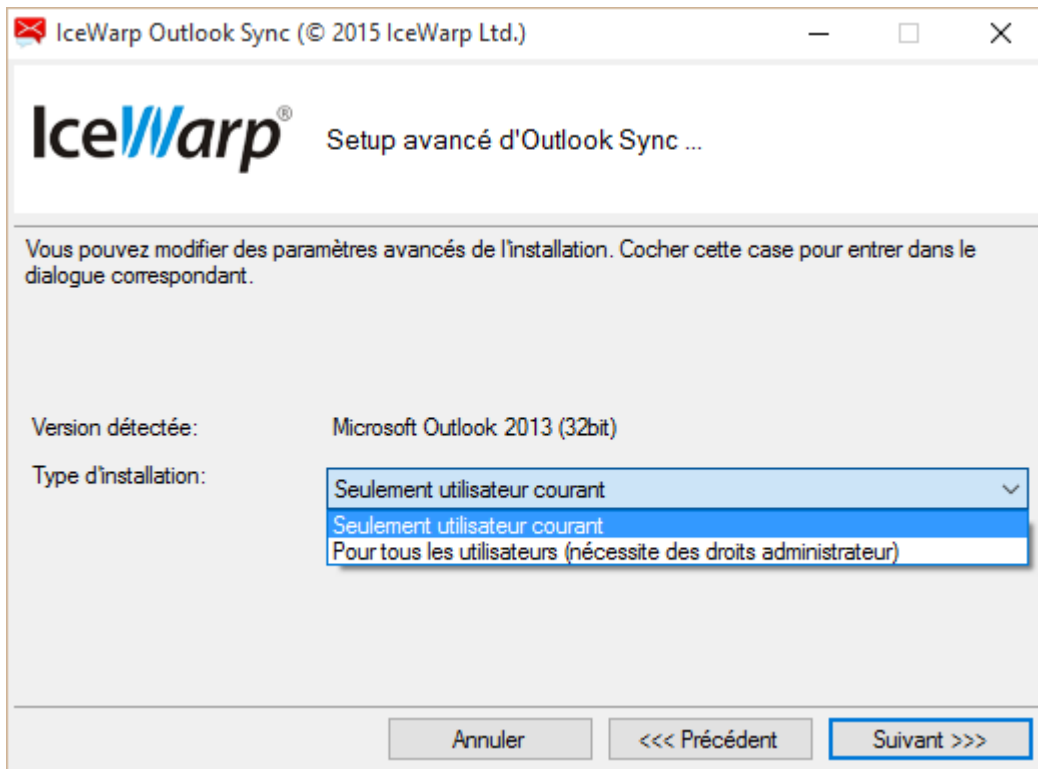 IceWarp Outlook Sync (© 2015 IceWarp Ltd.)
IceWarp®
Setup avancé d'Outlook Sync ...
Vous pouvez modifier des paramètres avancés de l'installation. Cocher cette case pour entrer dans le
dialogue correspondant.
Version détectée: Microsoft Outlook 2013 (32bit)
Type d'installation: Seulement utilisateur courant
Seulement utilisateur courant
Pour tous les utilisateurs (nécessite des droits administrateur)
Annuler <<< Précédent Suivant >>>